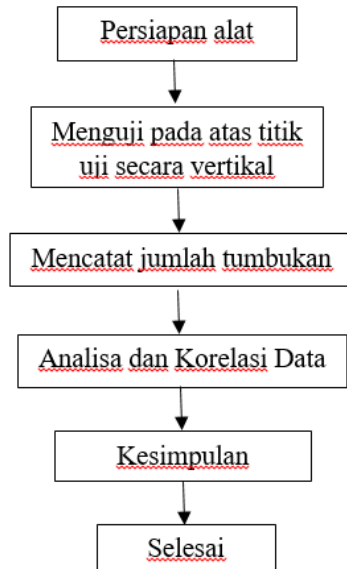 Persiapan alat
Menguji pada atas titik
uji secara vertikal
Mencatat jumlah tumbukan
Analisa dan Korelasi Data
Kesimpulan
Selesai